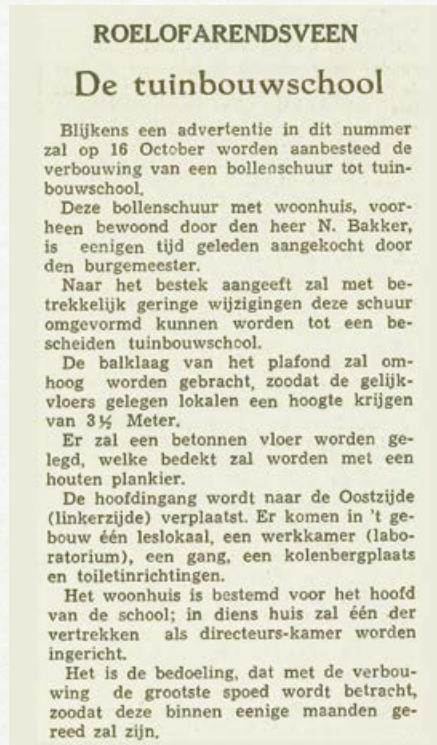 ROELOFARENDSVEEN
De tuinbouwschool
Blijkens een advertentie in dit nummer
zal op 16 October worden aanbesteed de
verbouwing van een bollenschuur tot tuin-
bouwschool.
Deze bollenschuur met woonhuis, voor-
heen bewoond door den heer N. Bakker,
is eenigen tijd geleden aangekocht door
den burgemeester.
Naar het bestek aangeeft zal met be-
trekkelijk geringe wijzigingen deze schuur
omgevormd kunnen worden tot een be-
scheiden tuinbouwschool.
De balklaag van het plafond zal om-
hoog worden gebracht, zoodat de gelijk-
vloers gelegen lokalen een hoogte krijgen
van 3½ Meter.
Er zal een betonnen vloer worden ge-
legd, welke bedekt zal worden met een
houten plankier.
De hoofdingang wordt naar de Oostzijde
(linkerzijde) verplaatst. Er komen in 't ge-
bouw één leslokaal, een werkkamer (labo-
ratorium), een gang, een kolenbergplaats
en toiletinrichtingen.
Het woonhuis is bestemd voor het hoofd
van de school; in diens huis zal één der
vertrekken als directeurs-kamer worden
ingericht.
Het is de bedoeling, dat met de verbou-
wing de grootste spoed wordt betracht,
zoodat deze binnen eenige maanden ge-
reed zal zijn.